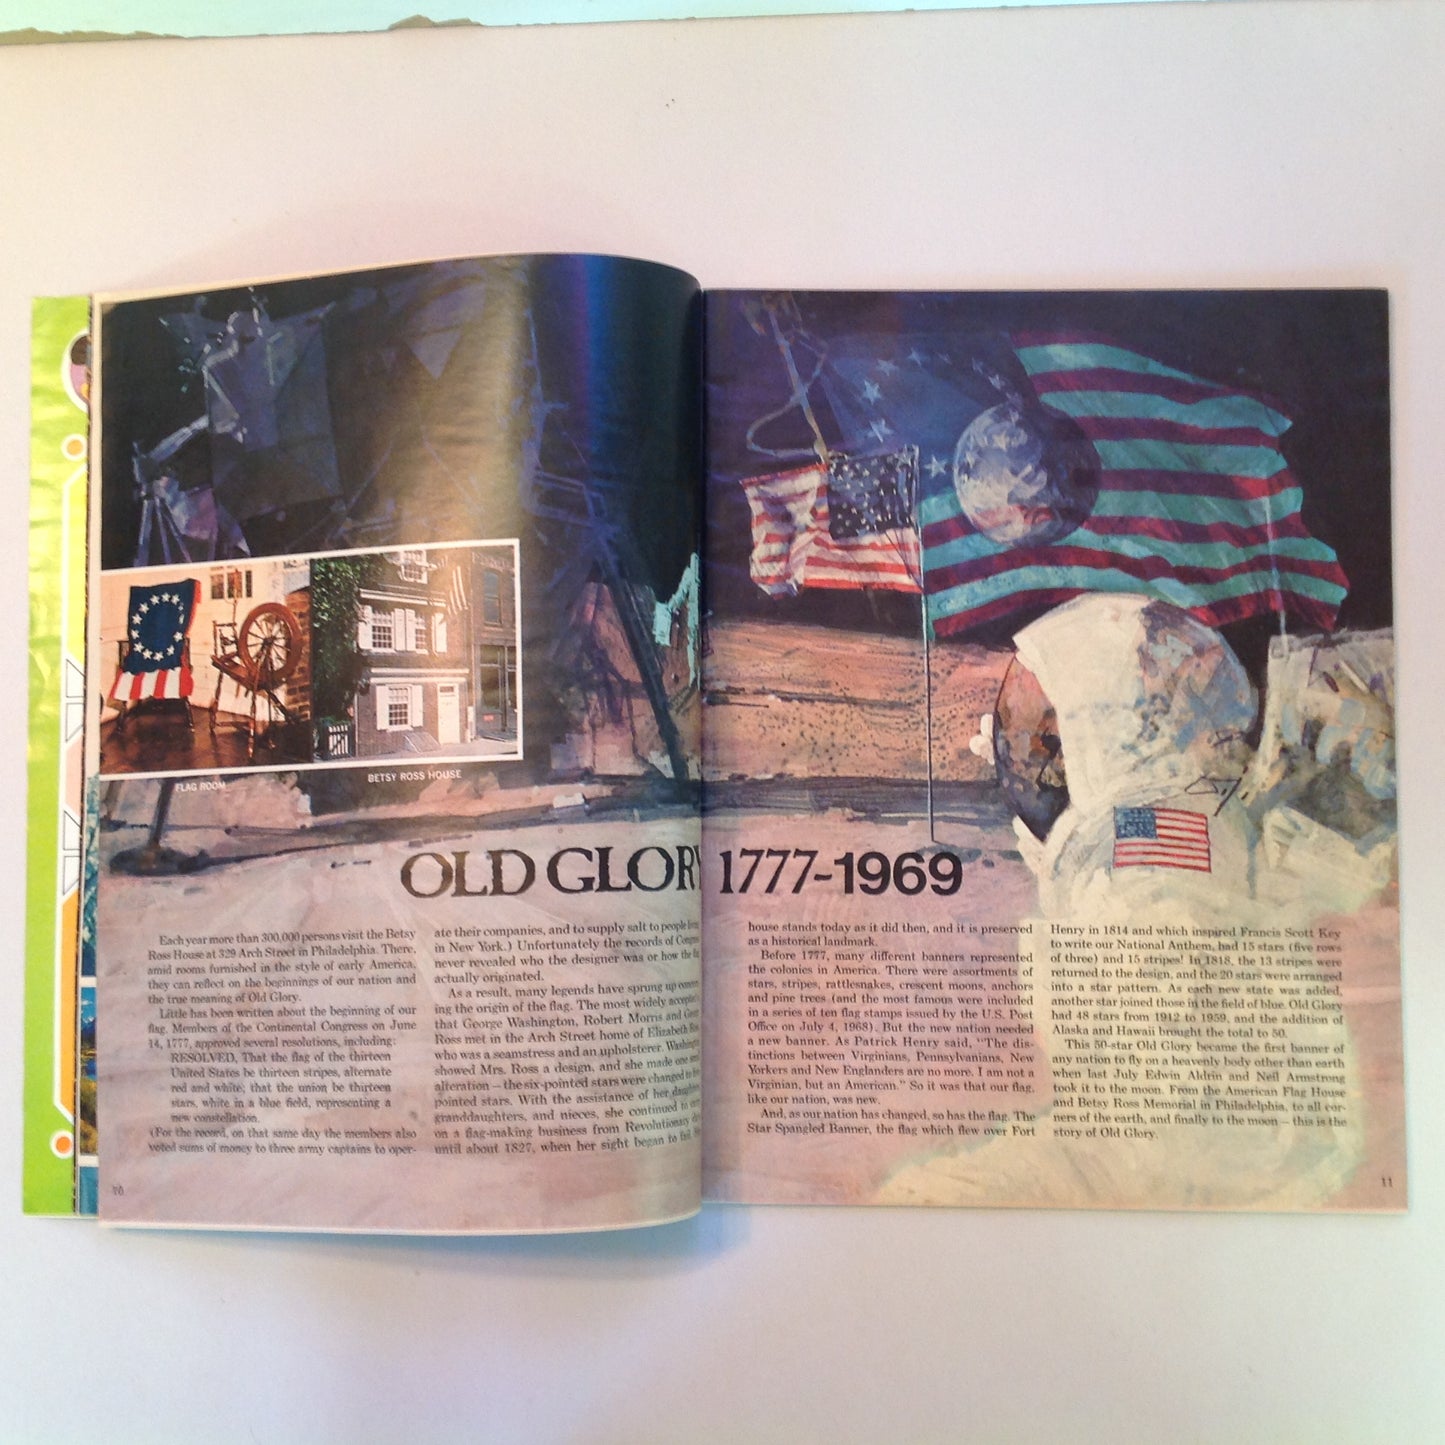 FLAG ROOM
BETSY ROSS HOUSE
OLD GLORY 1777-1969
Each year more than 300,000 persons visit the Betsy
Ross House at 329 Arch Street in Philadelphia. There,
amid rooms furnished in the style of early America,
they can reflect on the beginnings of our nation and
the true meaning of Old Glory.
Little has been written about the beginning of our
flag. Members of the Continental Congress on June
14, 1777, approved several resolutions, including:
RESOLVED, That the flag of the thirteen
United States be thirteen stripes, alternate
red and white; that the union be thirteen
stars, white in a blue field, representing a
new constellation.
(For the record, on that same day the members also
voted sums of money to three army captains to oper-
ate their companies, and to supply salt to people
in New York.) Unfortunately the records of Congress
never revealed who the designer was or how the
actually originated.
As a result, many legends have sprung up
ing the origin of the flag. The most widely
that George Washington, Robert Morris and
Ross met in the Arch Street home of Elizabeth
who was a seamstress and an upholsterer. Washington
showed Mrs. Ross a design, and she made one
alteration — the six-pointed stars were changed to
pointed stars. With the assistance of her
granddaughters, and nieces, she continued to
on a flag-making business from Revolutionary
until about 1827, when her sight began to fail.
house stands today as it did then, and it is preserved
as a historical landmark.
Before 1777, many different banners represented
the colonies in America. There were assortments of
stars, stripes, rattlesnakes, crescent moons, anchors
and pine trees (and the most famous were included
in a series of ten flag stamps issued by the U.S. Post
Office on July 4, 1968). But the new nation needed
a new banner. As Patrick Henry said, "The dis-
tinctions between Virginians, Pennsylvanians, New
Yorkers and New Englanders are no more. I am not a
Virginian, but an American." So it was that our flag,
like our nation, was new.
And, as our nation has changed, so has the flag. The
Star Spangled Banner, the flag which flew over Fort
Henry in 1814 and which inspired Francis Scott Key
to write our National Anthem, had 15 stars (five rows
of three) and 15 stripes! In 1818, the 13 stripes were
returned to the design, and the 20 stars were arranged
into a star pattern. As each new state was added,
another star joined those in the field of blue. Old Glory
had 48 stars from 1912 to 1959, and the addition of
Alaska and Hawaii brought the total to 50.
This 50-star Old Glory became the first banner of
any nation to fly on a heavenly body other than earth
when last July Edwin Aldrin and Neil Armstrong
took it to the moon. From the American Flag House
and Betsy Ross Memorial in Philadelphia, to all cor-
ners of the earth, and finally to the moon — this is the
story of Old Glory.
10
11